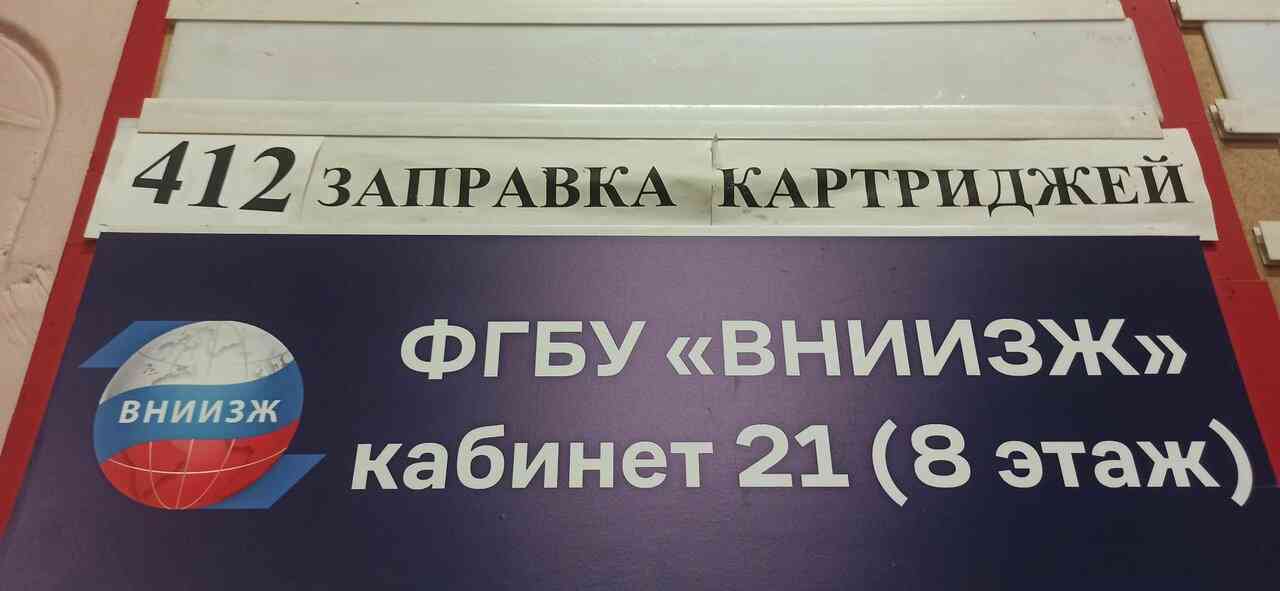 412 ЗАПРАВКА КАРТРИДЖЕЙ
ФГБУ «ВНИИЗЖ»
ВНИИЗЖ
кабинет 21 (8 этаж)